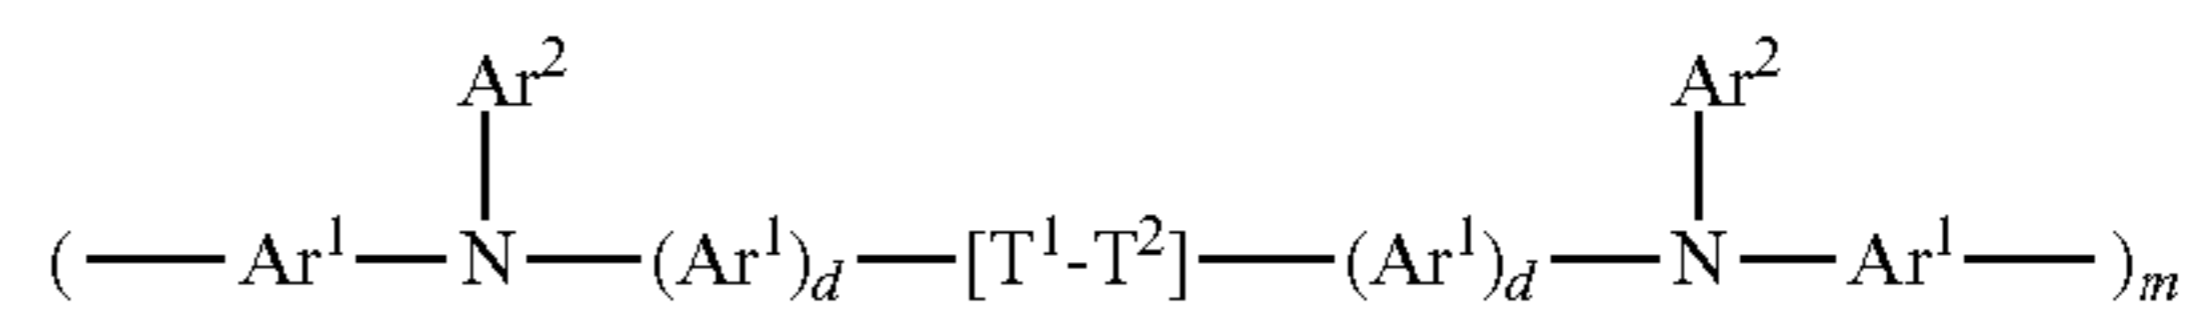 Ar² Ar²
( Ar¹ N (Ar¹)d [T¹-T²] (Ar¹)d N Ar¹ )m